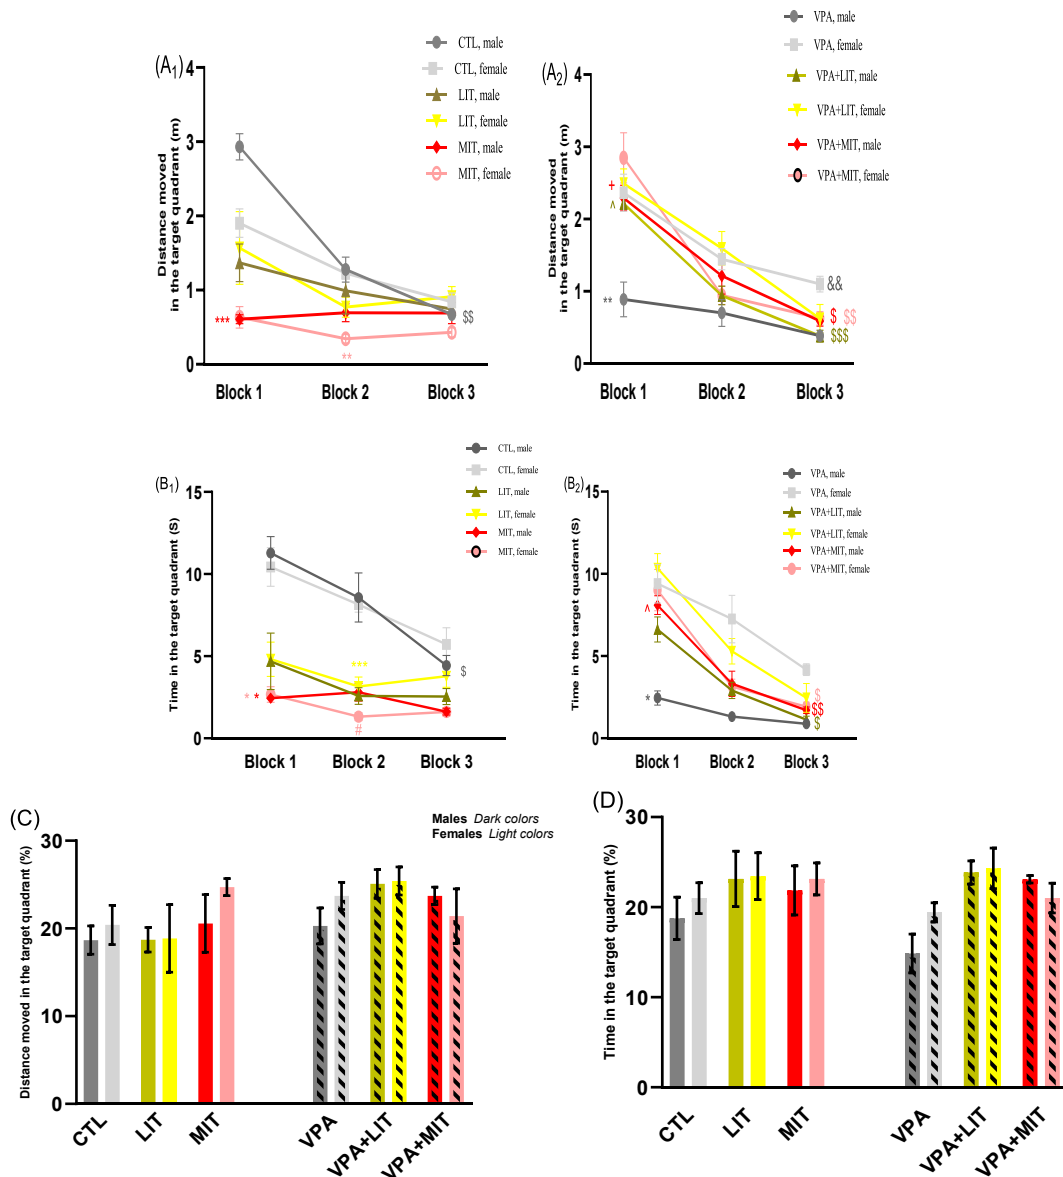 (A1)
CTL, male
CTL, female
LIT, male
LIT, female
MIT, male
MIT, female
Distance moved
in the target quadrant (m)
4
3
2
1
0
***
**
$$
Block 1
Block 2
Block 3
(A2)
VPA, male
VPA, female
VPA+LIT, male
VPA+LIT, female
VPA+MIT, male
VPA+MIT, female
Distance moved
in the target quadrant (m)
4
3
2
1
0
+
^
**
&&
$ $$
$$$
Block 1
Block 2
Block 3
(B1)
CTL, male
CTL, female
LIT, male
LIT, female
MIT, male
MIT, female
Time in the target quadrant (S)
15
10
5
0
* *
***
#
$
Block 1
Block 2
Block 3
(B2)
VPA, male
VPA, female
VPA+LIT, male
VPA+LIT, female
VPA+MIT, male
VPA+MIT, female
Time in the target quadrant (S)
15
10
5
0
^
*
$
$$
$
Block 1
Block 2
Block 3
(C)
Males Dark colors
Females Light colors
Distance moved in the target quadrant (%)
30
20
10
0
CTL
LIT
MIT
VPA
VPA+LIT
VPA+MIT
(D)
Time in the target quadrant (%)
30
20
10
0
CTL
LIT
MIT
VPA
VPA+LIT
VPA+MIT